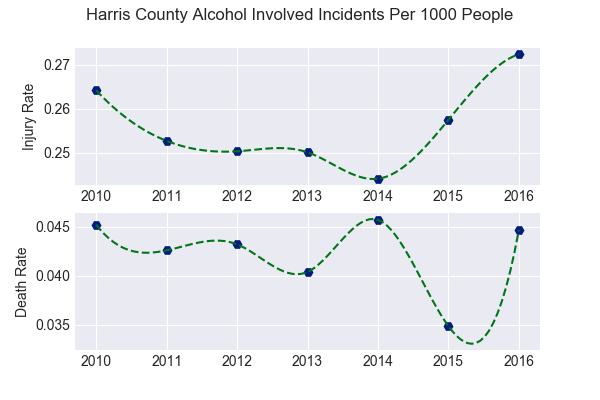 Harris County Alcohol Involved Incidents Per 1000 People
Injury Rate
0.27
0.26
0.25
2010 2011 2012 2013 2014 2015 2016
Death Rate
0.045
0.040
0.035
2010 2011 2012 2013 2014 2015 2016